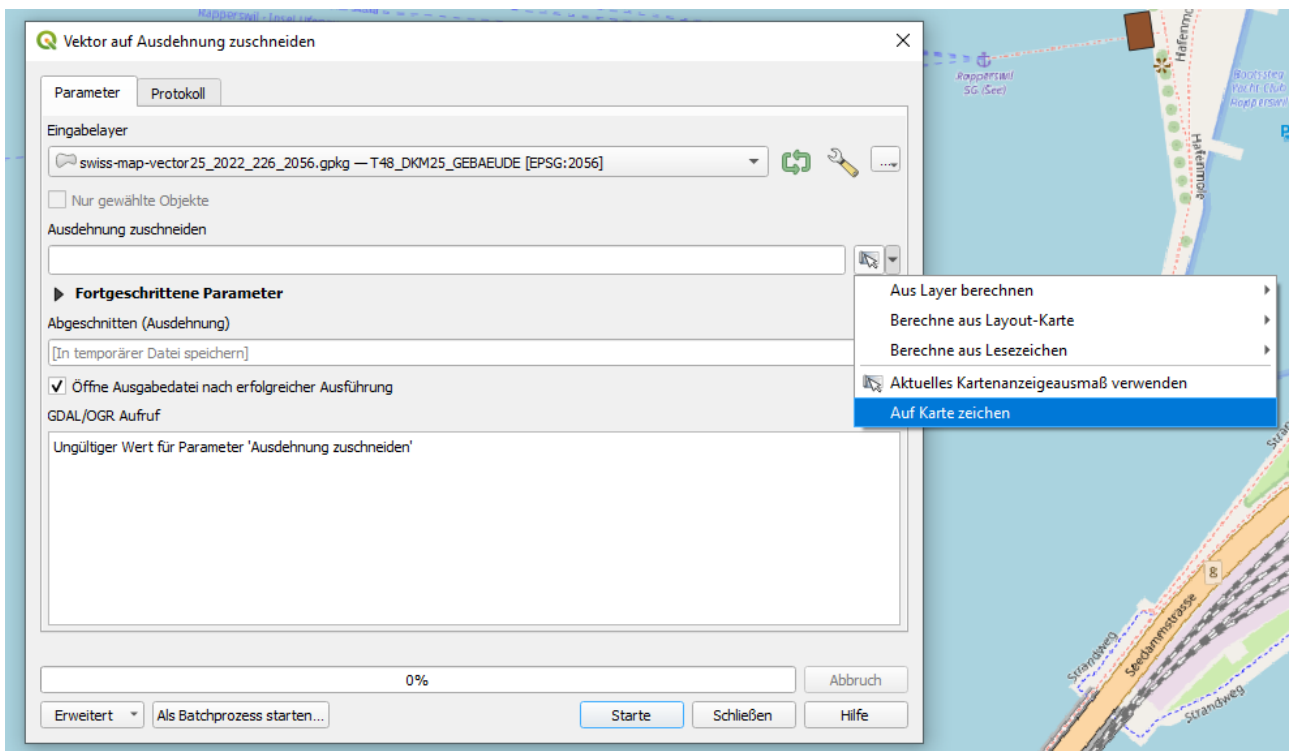 Vektor auf Ausdehnung zuschneiden
Parameter
Protokoll
Eingabelayer
swiss-map-vector25_2022_226_2056.gpkg — T48_DKM25_GEBAEUDE [EPSG:2056]
...
Nur gewählte Objekte
Ausdehnung zuschneiden
Fortgeschrittene Parameter
Abgeschnitten (Ausdehnung)
[In temporärer Datei speichern]
Öffne Ausgabedatei nach erfolgreicher Ausführung
GDAL/OGR Aufruf
Ungültiger Wert für Parameter 'Ausdehnung zuschneiden'
0%
Abbruch
Erweitert
Als Batchprozess starten...
Starte
Schließen
Hilfe
Aus Layer berechnen
Berechne aus Layout-Karte
Berechne aus Lesezeichen
Aktuelles Kartenanzeigeausmaß verwenden
Auf Karte zeichen
Rapperswil
SG (See)
Hafenmole
Bootssteg
Yacht Club
Rapperswil
P
8
Seedammstrasse
Strandweg
Strandweg